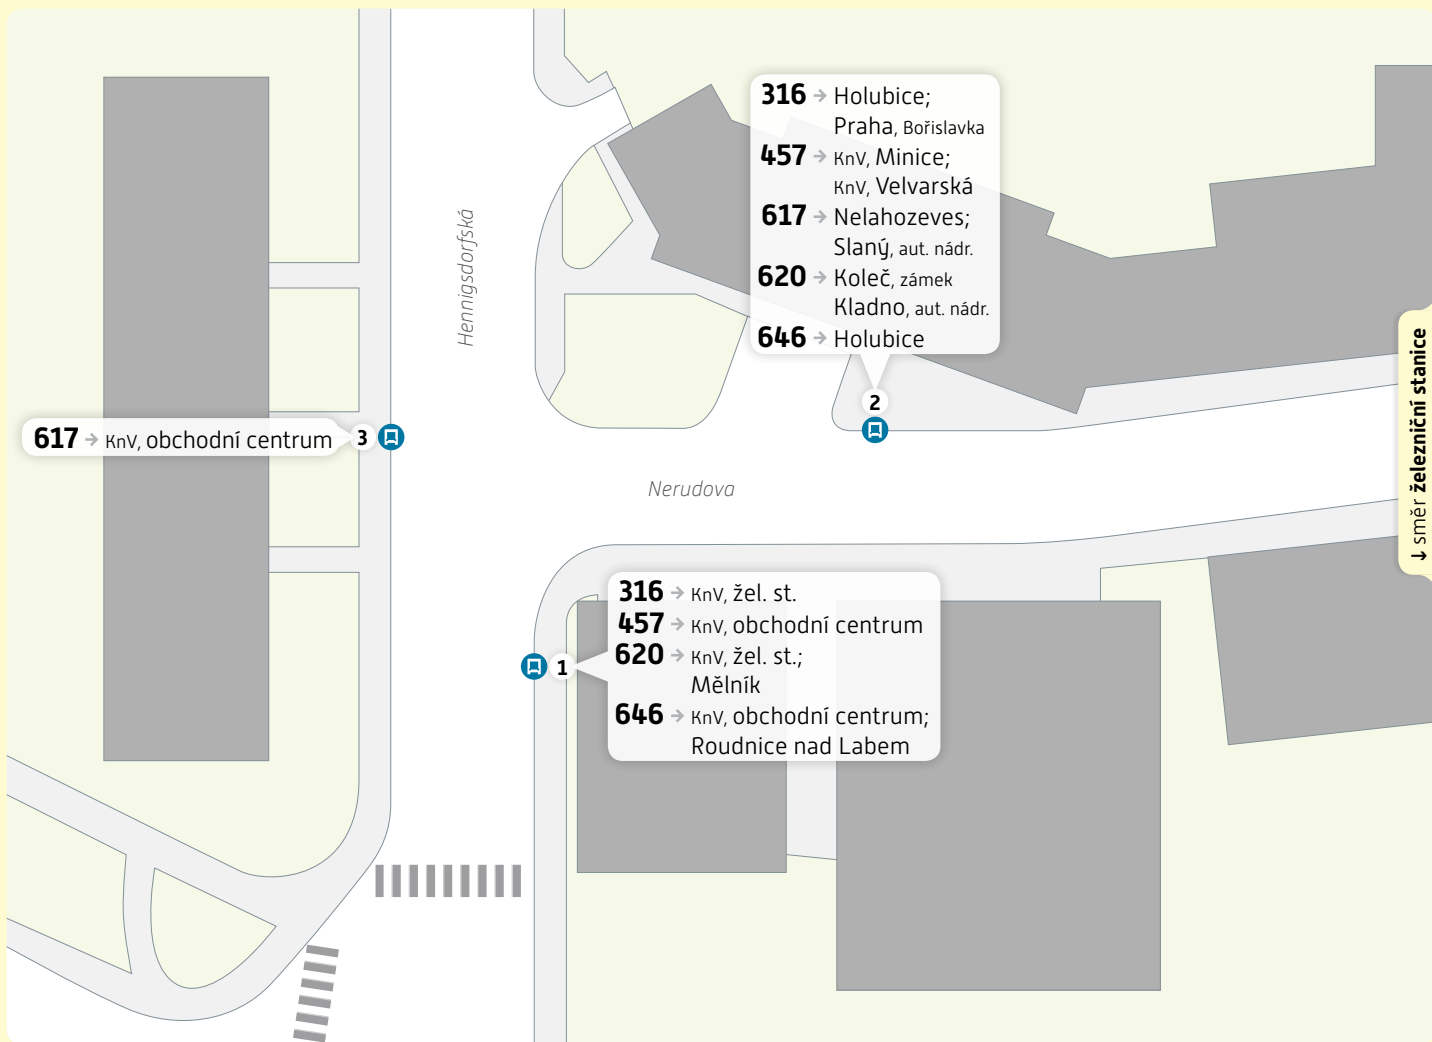 316 → Holubice;
Praha, Bořislavka
457 → KnV, Minice;
KnV, Velvarská
617 → Nelahozeves;
Slaný, aut. nádr.
620 → Koleč, zámek
Kladno, aut. nádr.
646 → Holubice
2
Hennigsdorfská
617 → KnV, obchodní centrum
3
Nerudova
↓ směr železniční stanice
316 → KnV, žel. st.
457 → KnV, obchodní centrum
620 → KnV, žel. st.;
Mělník
646 → KnV, obchodní centrum;
Roudnice nad Labem
1